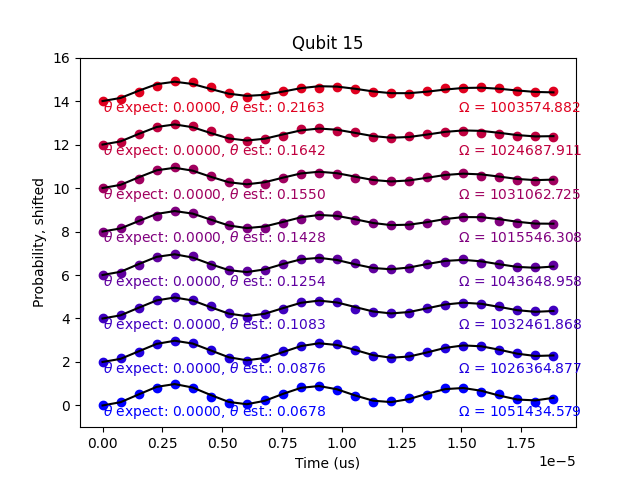 Qubit 15
16
14
12
10
8
6
4
2
0
Probability, shifted
θ expect: 0.0000, θ est.: 0.2163 Ω = 1003574.882
θ expect: 0.0000, θ est.: 0.1642 Ω = 1024687.911
θ expect: 0.0000, θ est.: 0.1550 Ω = 1031062.725
θ expect: 0.0000, θ est.: 0.1428 Ω = 1015546.308
θ expect: 0.0000, θ est.: 0.1254 Ω = 1043648.958
θ expect: 0.0000, θ est.: 0.1083 Ω = 1032461.868
θ expect: 0.0000, θ est.: 0.0876 Ω = 1026364.877
θ expect: 0.0000, θ est.: 0.0678 Ω = 1051434.579
0.00 0.25 0.50 0.75 1.00 1.25 1.50 1.75
Time (us)
1e−5